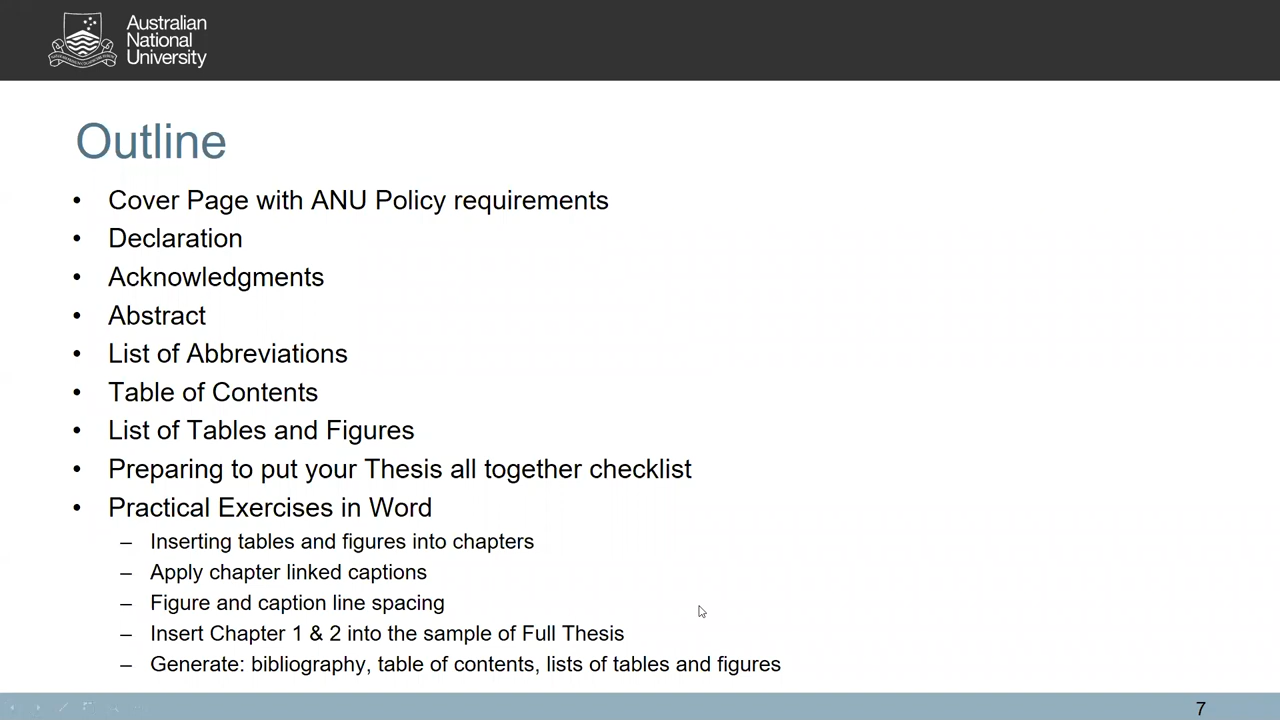 Australian
National
University
Outline
• Cover Page with ANU Policy requirements
• Declaration
• Acknowledgments
• Abstract
• List of Abbreviations
• Table of Contents
• List of Tables and Figures
• Preparing to put your Thesis all together checklist
• Practical Exercises in Word
– Inserting tables and figures into chapters
– Apply chapter linked captions
– Figure and caption line spacing
– Insert Chapter 1 & 2 into the sample of Full Thesis
– Generate: bibliography, table of contents, lists of tables and figures
7